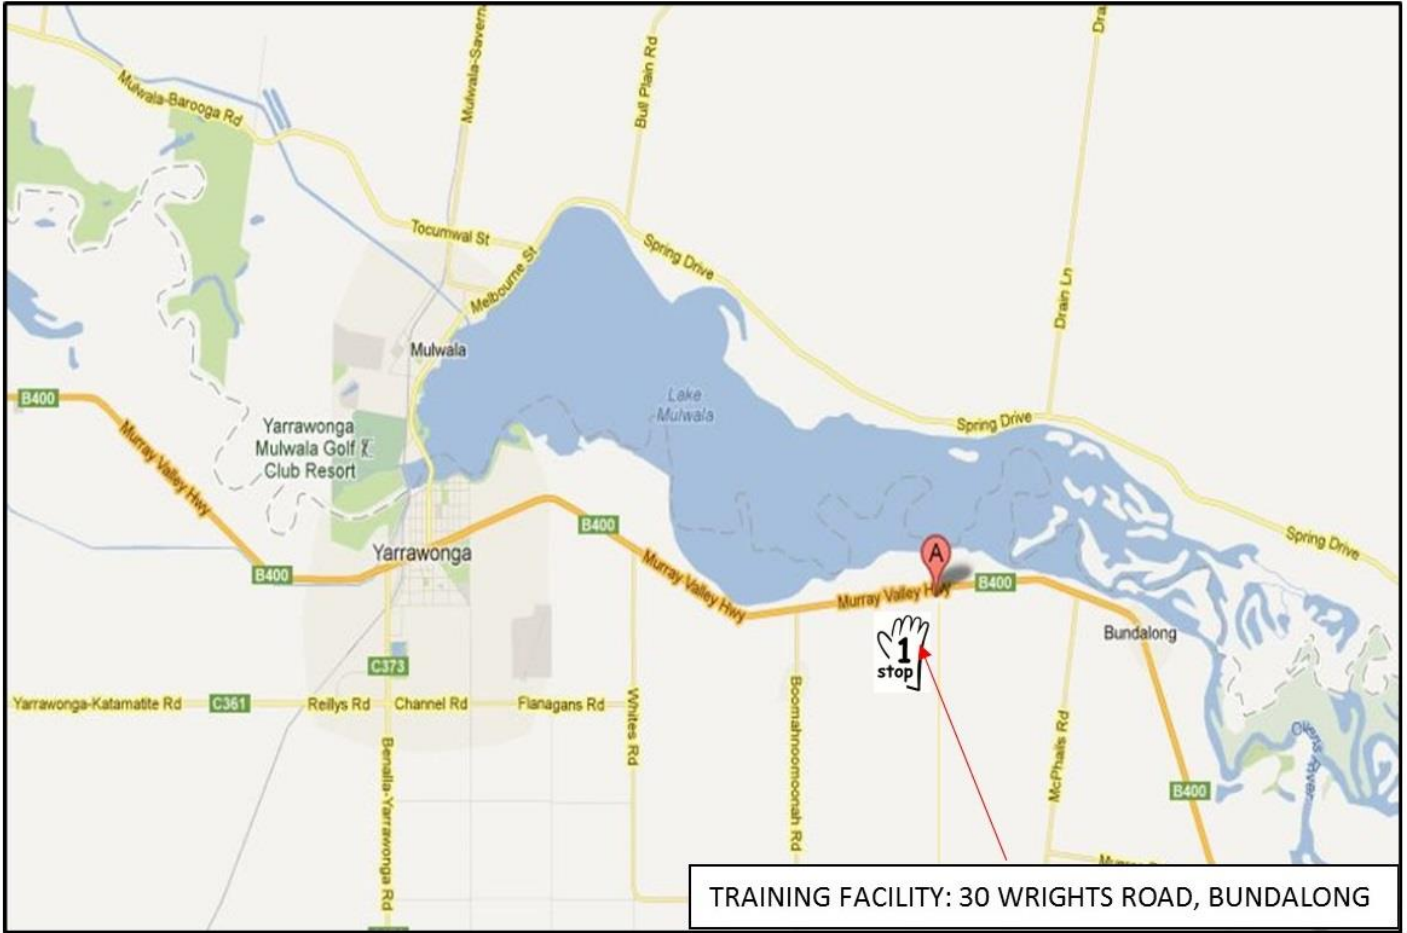 Mulwala-Barooga Rd
Mulwala-Savern
Bull Plain Rd
Dra
Tocumwal St
Melbourne St
Spring Drive
Drain Ln
Mulwala
B400
Lake
Mulwala
Spring Drive
Murray Valley Hwy
Yarrawonga
Mulwala Golf
Club Resort
B400
Spring Drive
Yarrawonga
B400
Murray Valley Hwy
A
B400
Murray Valley Hwy
1
stop
Bundalong
C373
Yarrawonga-Katamatite Rd
C361
Reillys Rd
Channel Rd
Flanagans Rd
Whites Rd
Boomahnoomoonah Rd
McPhails Rd
Ovens River
Benalla-Yarrawonga Rd
B400
TRAINING FACILITY: 30 WRIGHTS ROAD, BUNDALONG